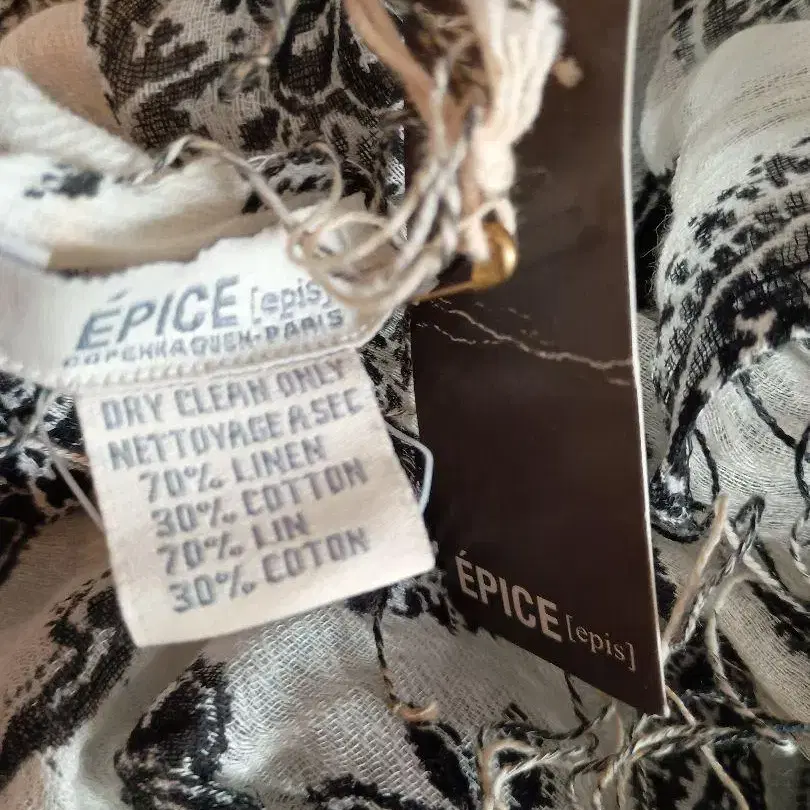 ÉPICE [epis]
COPENHAGUEN-PARIS
DRY CLEAN ONLY
NETTOYAGE A SEC
70% LINEN
30% COTTON
70% LIN
30% COTON
ÉPICE [epis]